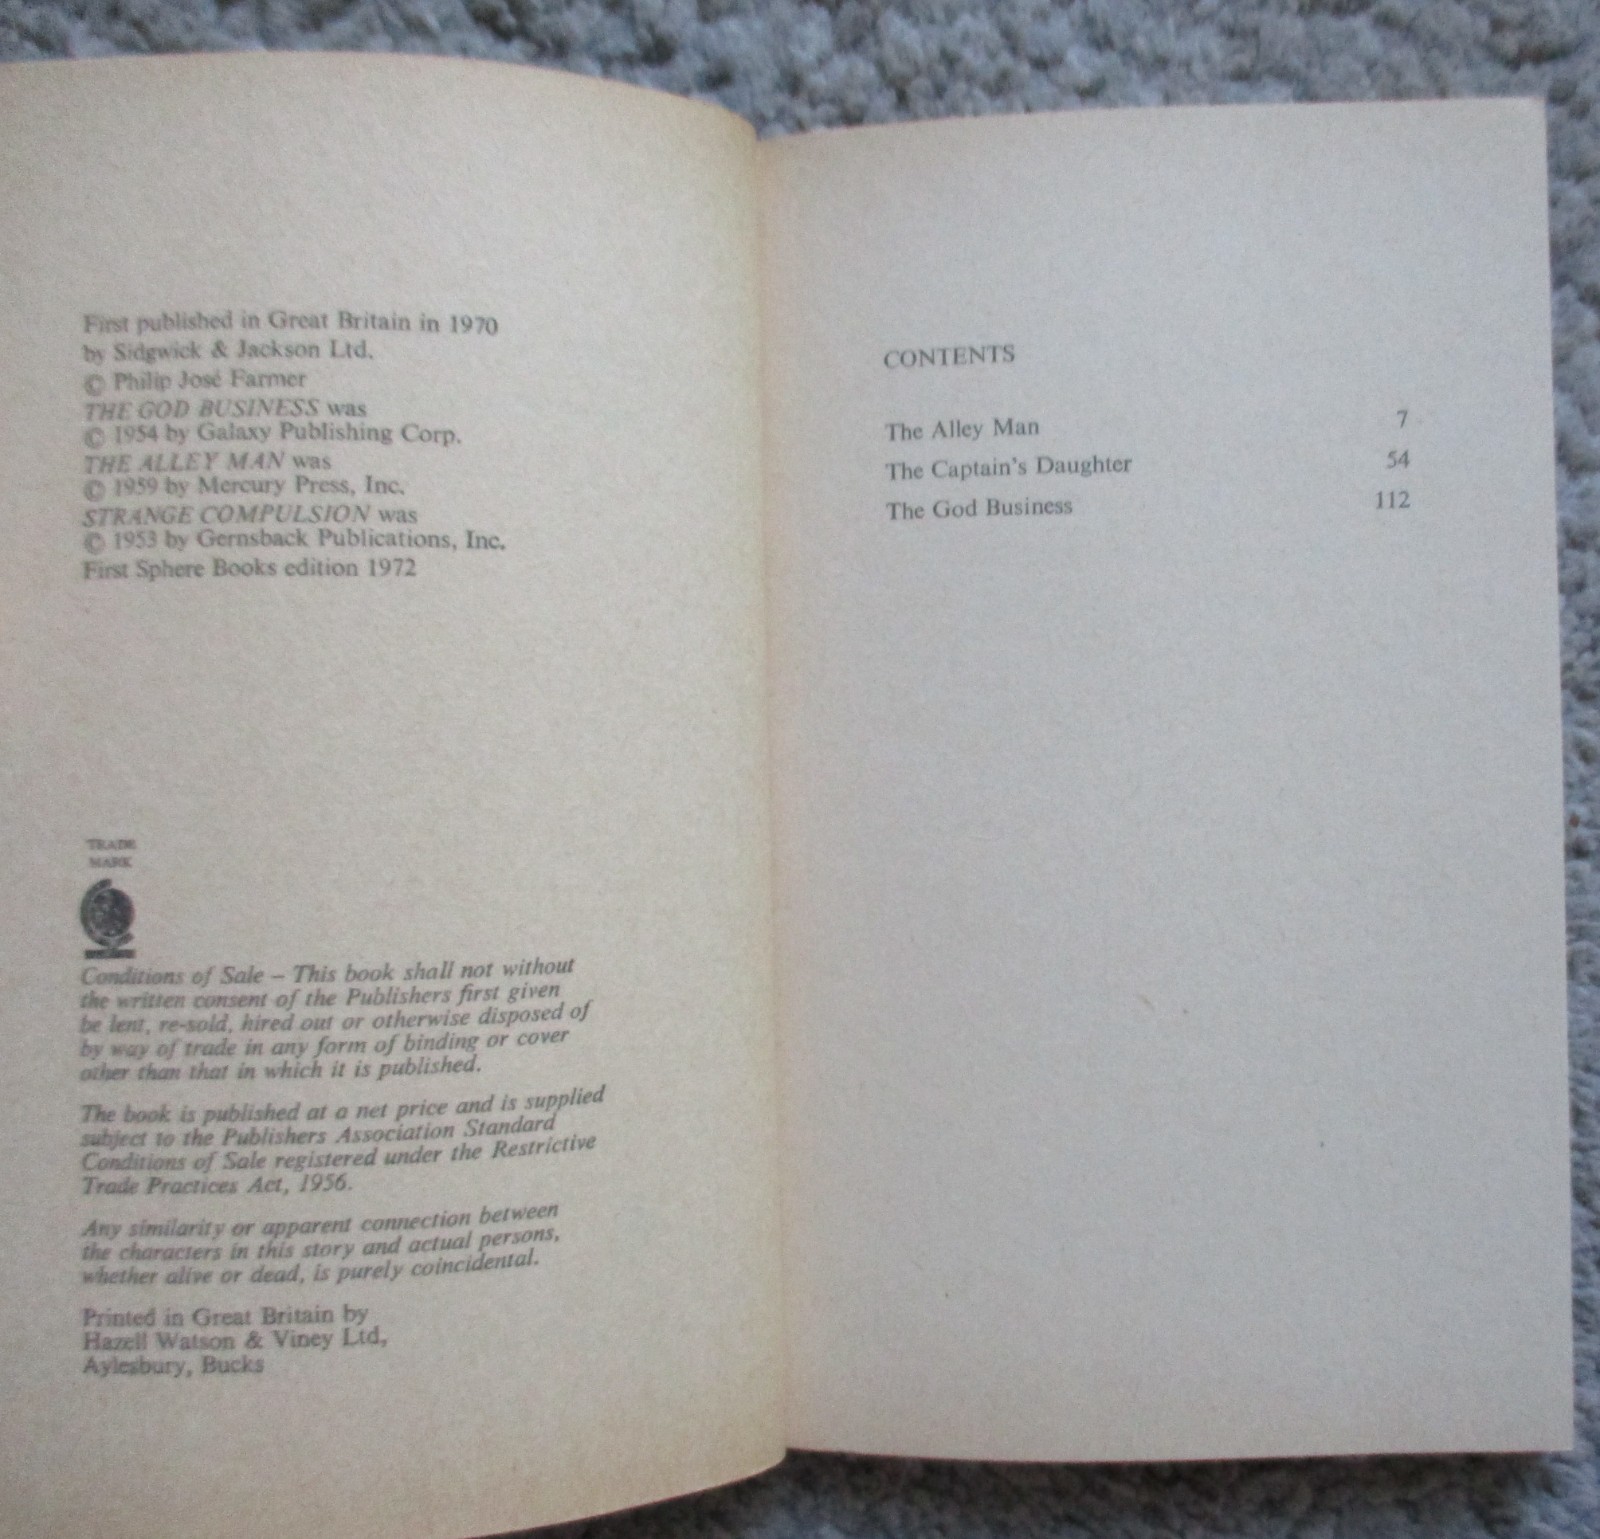 First published in Great Britain in 1970
by Sidgwick & Jackson Ltd.
© Philip José Farmer
THE GOD BUSINESS was
© 1954 by Galaxy Publishing Corp.
THE ALLEY MAN was
© 1959 by Mercury Press, Inc.
STRANGE COMPULSION was
© 1953 by Gernsback Publications, Inc.
First Sphere Books edition 1972
TRADE
MARK
Conditions of Sale – This book shall not without
the written consent of the Publishers first given
be lent, re-sold, hired out or otherwise disposed of
by way of trade in any form of binding or cover
other than that in which it is published.
The book is published at a net price and is supplied
subject to the Publishers Association Standard
Conditions of Sale registered under the Restrictive
Trade Practices Act, 1956.
Any similarity or apparent connection between
the characters in this story and actual persons,
whether alive or dead, is purely coincidental.
Printed in Great Britain by
Hazell Watson & Viney Ltd,
Aylesbury, Bucks
CONTENTS
The Alley Man 7
The Captain's Daughter 54
The God Business 112